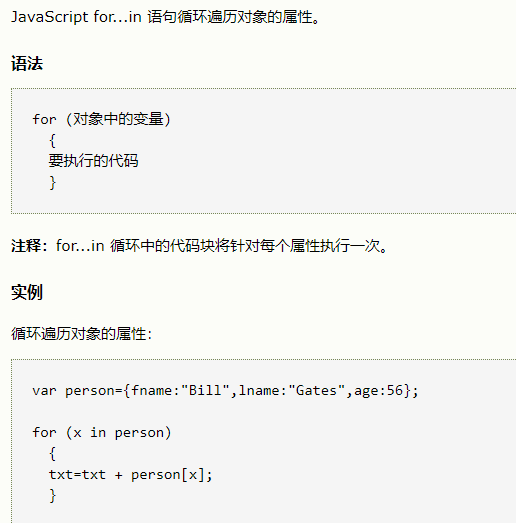 JavaScript for...in 语句循环遍历对象的属性。
语法
for (对象中的变量)
{
要执行的代码
}
注释：for...in 循环中的代码块将针对每个属性执行一次。
实例
循环遍历对象的属性：
var person={fname:"Bill",lname:"Gates",age:56};
for (x in person)
{
txt=txt + person[x];
}